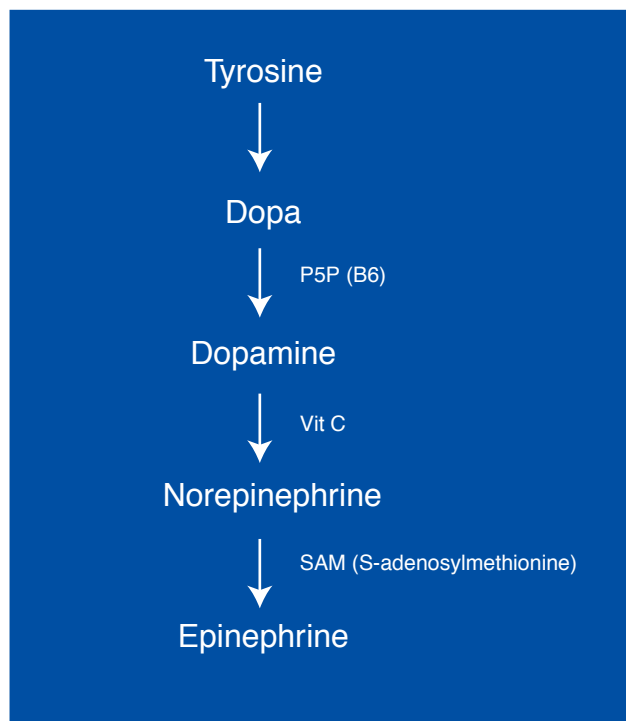 Tyrosine
Dopa
P5P (B6)
Dopamine
Vit C
Norepinephrine
SAM (S-adenosylmethionine)
Epinephrine